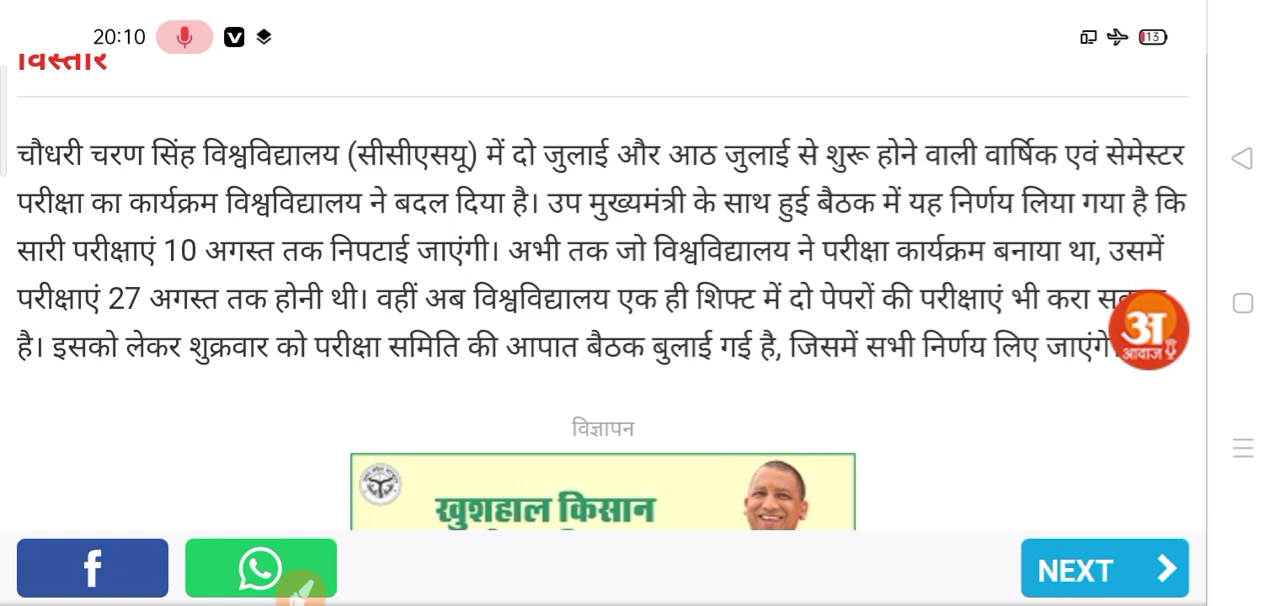 20:10
13
विस्तार
चौधरी चरण सिंह विश्वविद्यालय (सीसीएसयू) में दो जुलाई और आठ जुलाई से शुरू होने वाली वार्षिक एवं सेमेस्टर
परीक्षा का कार्यक्रम विश्वविद्यालय ने बदल दिया है। उप मुख्यमंत्री के साथ हुई बैठक में यह निर्णय लिया गया है कि
सारी परीक्षाएं 10 अगस्त तक निपटाई जाएंगी। अभी तक जो विश्वविद्यालय ने परीक्षा कार्यक्रम बनाया था, उसमें
परीक्षाएं 27 अगस्त तक होनी थी। वहीं अब विश्वविद्यालय एक ही शिफ्ट में दो पेपरों की परीक्षाएं भी करा
है। इसको लेकर शुक्रवार को परीक्षा समिति की आपात बैठक बुलाई गई है, जिसमें सभी निर्णय लिए जाएंगे
अ
आवाज
विज्ञापन
खुशहाल किसान
f
NEXT